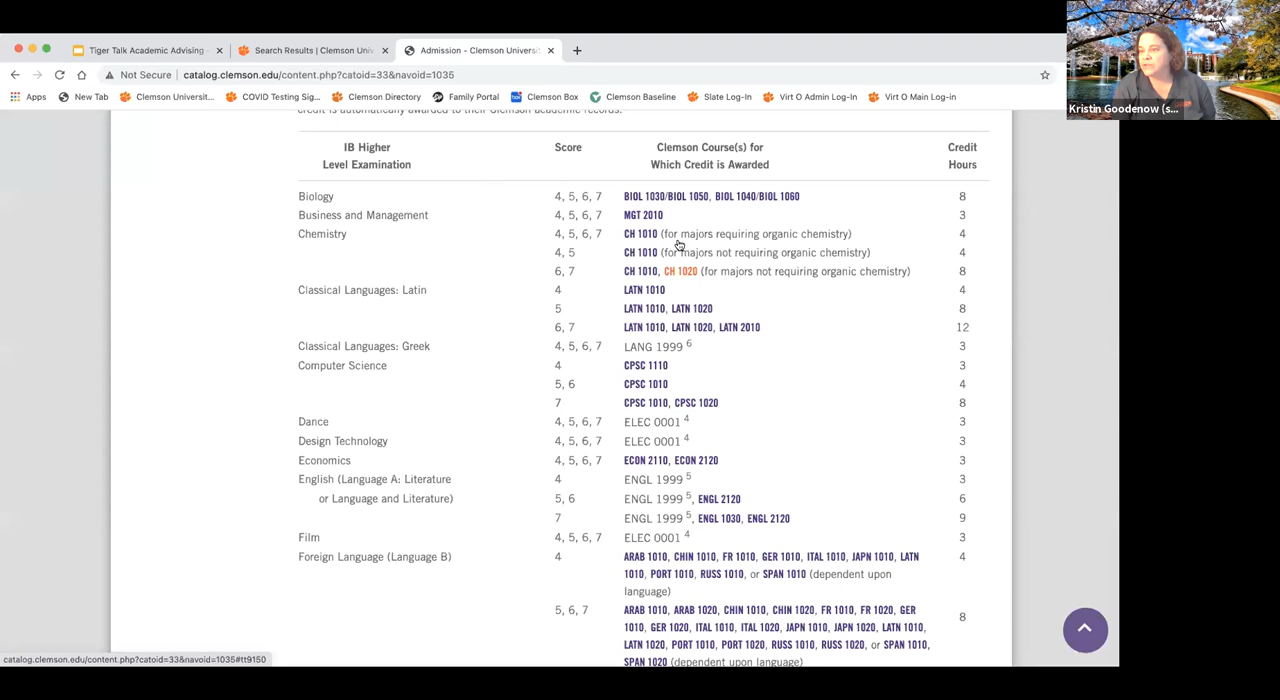 Tiger Talk Academic Advising
Search Results | Clemson Univ
Admission - Clemson Universit
Not Secure
catalog.clemson.edu/content.php?catoid=33&navoid=1035
Apps
New Tab
Clemson Universit...
COVID Testing Sig...
Clemson Directory
Family Portal
Clemson Box
Clemson Baseline
Slate Log-In
Virt O Admin Log-In
Virt O Main Log-in
Kristin Goodenow (s...
credit is automatically awarded to their Clemson academic records.
IB Higher Score Clemson Course(s) for Credit
Level Examination Which Credit is Awarded Hours
Biology 4, 5, 6, 7 BIOL 1030/BIOL 1050, BIOL 1040/BIOL 1060 8
Business and Management 4, 5, 6, 7 MGT 2010 3
Chemistry 4, 5, 6, 7 CH 1010 (for majors requiring organic chemistry) 4
4, 5 CH 1010 (for majors not requiring organic chemistry) 4
6, 7 CH 1010, CH 1020 (for majors not requiring organic chemistry) 8
Classical Languages: Latin 4 LATN 1010 4
5 LATN 1010, LATN 1020 8
6, 7 LATN 1010, LATN 1020, LATN 2010 12
Classical Languages: Greek 4, 5, 6, 7 LANG 1999 6 3
Computer Science 4 CPSC 1110 3
5, 6 CPSC 1010 4
7 CPSC 1010, CPSC 1020 8
Dance 4, 5, 6, 7 ELEC 0001 4 3
Design Technology 4, 5, 6, 7 ELEC 0001 4 3
Economics 4, 5, 6, 7 ECON 2110, ECON 2120 3
English (Language A: Literature 4 ENGL 1999 5 3
or Language and Literature) 5, 6 ENGL 1999 5, ENGL 2120 6
7 ENGL 1999 5, ENGL 1030, ENGL 2120 9
Film 4, 5, 6, 7 ELEC 0001 4 3
Foreign Language (Language B) 4 ARAB 1010, CHIN 1010, FR 1010, GER 1010, ITAL 1010, JAPN 1010, LATN 4
1010, PORT 1010, RUSS 1010, or SPAN 1010 (dependent upon
language)
5, 6, 7 ARAB 1010, ARAB 1020, CHIN 1010, CHIN 1020, FR 1010, FR 1020, GER 8
1010, GER 1020, ITAL 1010, ITAL 1020, JAPN 1010, JAPN 1020, LATN 1010,
LATN 1020, PORT 1010, PORT 1020, RUSS 1010, RUSS 1020, or SPAN 1010,
SPAN 1020 (dependent upon language)
catalog.clemson.edu/content.php?catoid=33&navoid=1035#tt9150